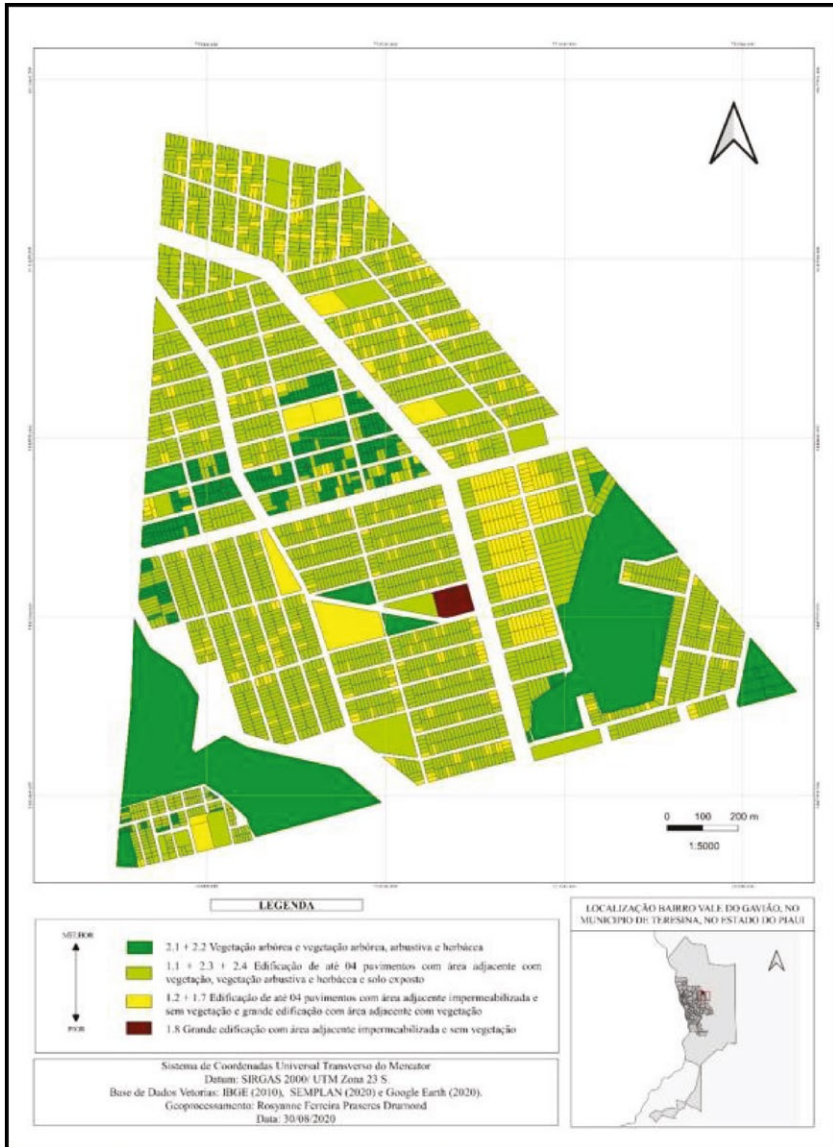 0 100 200 m
1:5000
LEGENDA
MELHOR
PIOR
2.1 + 2.2 Vegetação arbórea e vegetação arbórea, arbustiva e herbácea
1.1 + 2.3 + 2.4 Edificação de até 04 pavimentos com área adjacente com
vegetação, vegetação arbustiva e herbácea e solo exposto
1.2 + 1.7 Edificação de até 04 pavimentos com área adjacente impermeabilizada e
sem vegetação e grande edificação com área adjacente com vegetação
1.8 Grande edificação com área adjacente impermeabilizada e sem vegetação
Sistema de Coordenadas Universal Transverso do Mercator
Datum: SIRGAS 2000/ UTM Zona 23 S.
Base de Dados Vetorias: IBGE (2010), SEMPLAN (2020) e Google Earth (2020).
Geoprocessamento: Rosyanne Ferreira Praseres Drumond
Data: 30/08/2020
LOCALIZAÇÃO BAIRRO VALE DO GAVIÃO, NO
MUNICIPIO DE TERESINA, NO ESTADO DO PIAUI